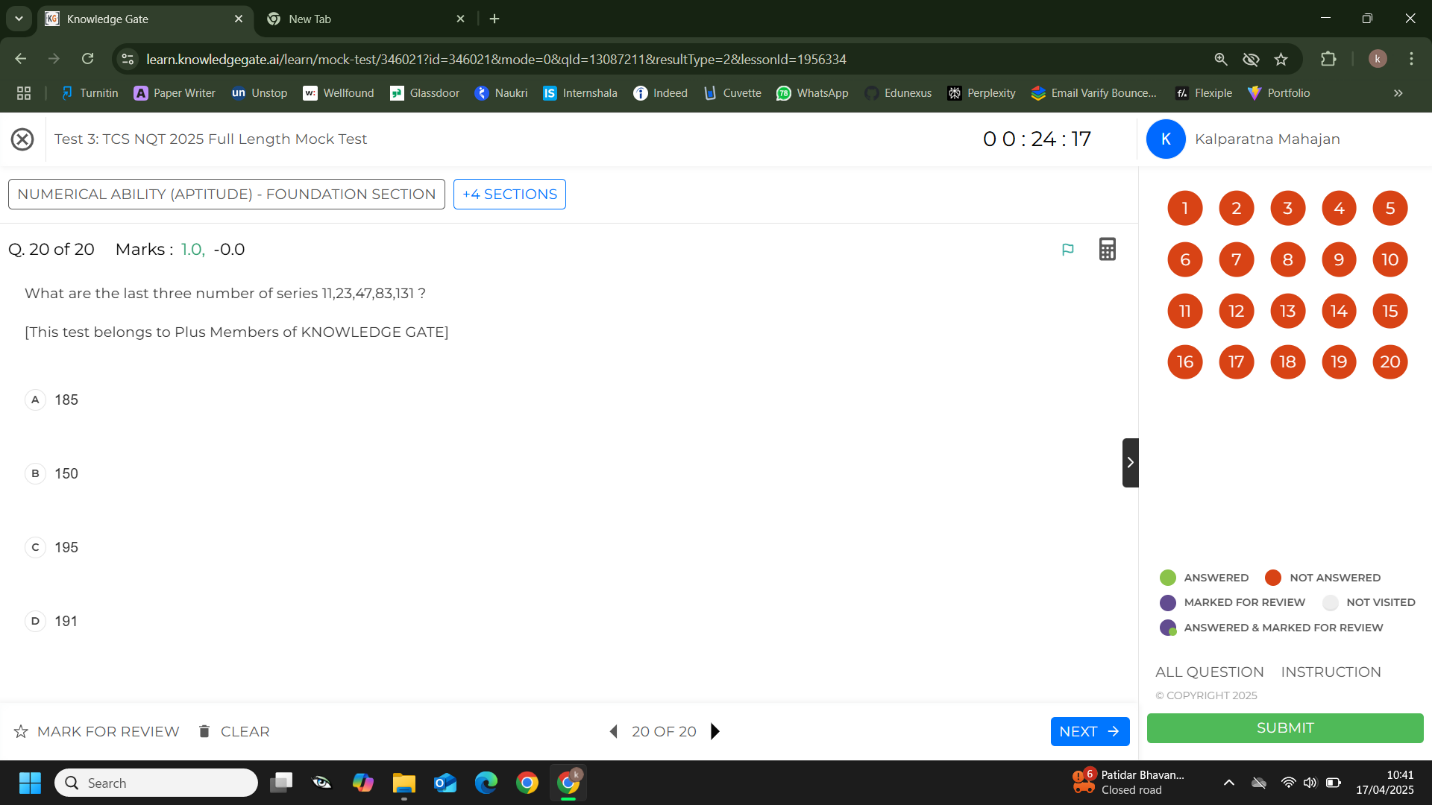 KG Knowledge Gate
New Tab
learn.knowledgegate.ai/learn/mock-test/346021?id=346021&mode=0&qId=13087211&resultType=2&lessonId=1956334
k
Turnitin A Paper Writer un Unstop w: Wellfound Glassdoor Naukri IS Internshala Indeed Cuvette 78 WhatsApp Edunexus Perplexity Email Varify Bounce... f/. Flexiple Portfolio »
Test 3: TCS NQT 2025 Full Length Mock Test
0 0 : 24 : 17
K Kalparatna Mahajan
NUMERICAL ABILITY (APTITUDE) - FOUNDATION SECTION
+4 SECTIONS
Q. 20 of 20 Marks : 1.0, -0.0
What are the last three number of series 11,23,47,83,131 ?
[This test belongs to Plus Members of KNOWLEDGE GATE]
A 185
B 150
C 195
D 191
1 2 3 4 5
6 7 8 9 10
11 12 13 14 15
16 17 18 19 20
ANSWERED NOT ANSWERED
MARKED FOR REVIEW NOT VISITED
ANSWERED & MARKED FOR REVIEW
ALL QUESTION INSTRUCTION
© COPYRIGHT 2025
MARK FOR REVIEW CLEAR
20 OF 20
NEXT
SUBMIT
Search
k
6 Patidar Bhavan...
Closed road
10:41
17/04/2025